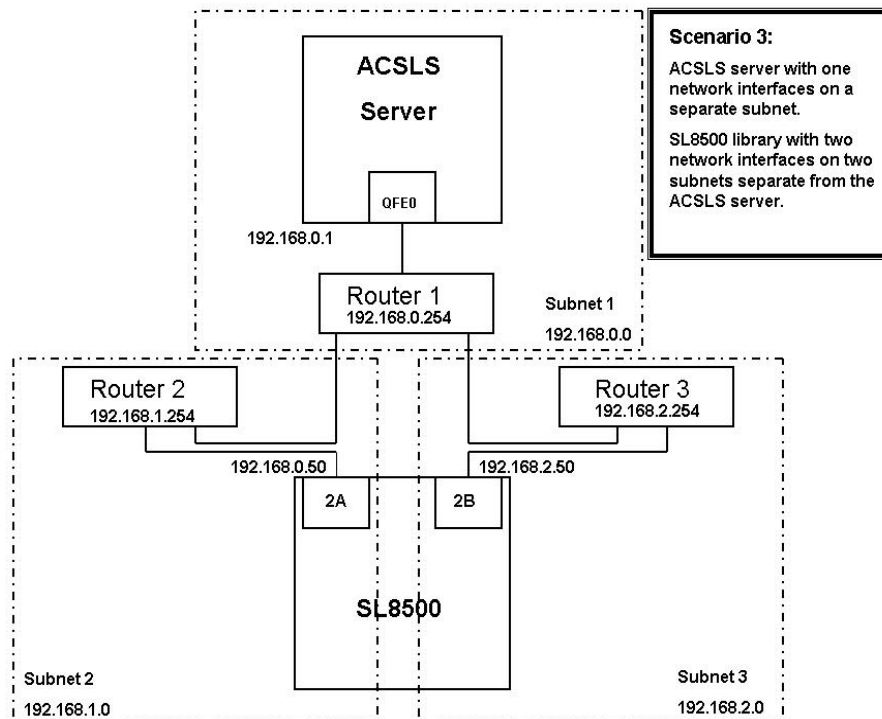 ACSLS
Server
QFE0
192.168.0.1
Scenario 3:
ACSLS server with one
network interfaces on a
separate subnet.
SL8500 library with two
network interfaces on two
subnets separate from the
ACSLS server.
Router 1
192.168.0.254
Subnet 1
192.168.0.0
Router 2
192.168.1.254
Router 3
192.168.2.254
192.168.0.50
192.168.2.50
2A
2B
SL8500
Subnet 2
192.168.1.0
Subnet 3
192.168.2.0